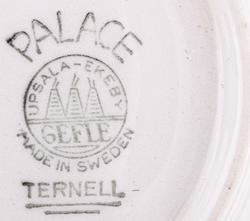 PALACE
UPSALA-EKEBY
GEFLE
MADE IN SWEDEN
TERNELL